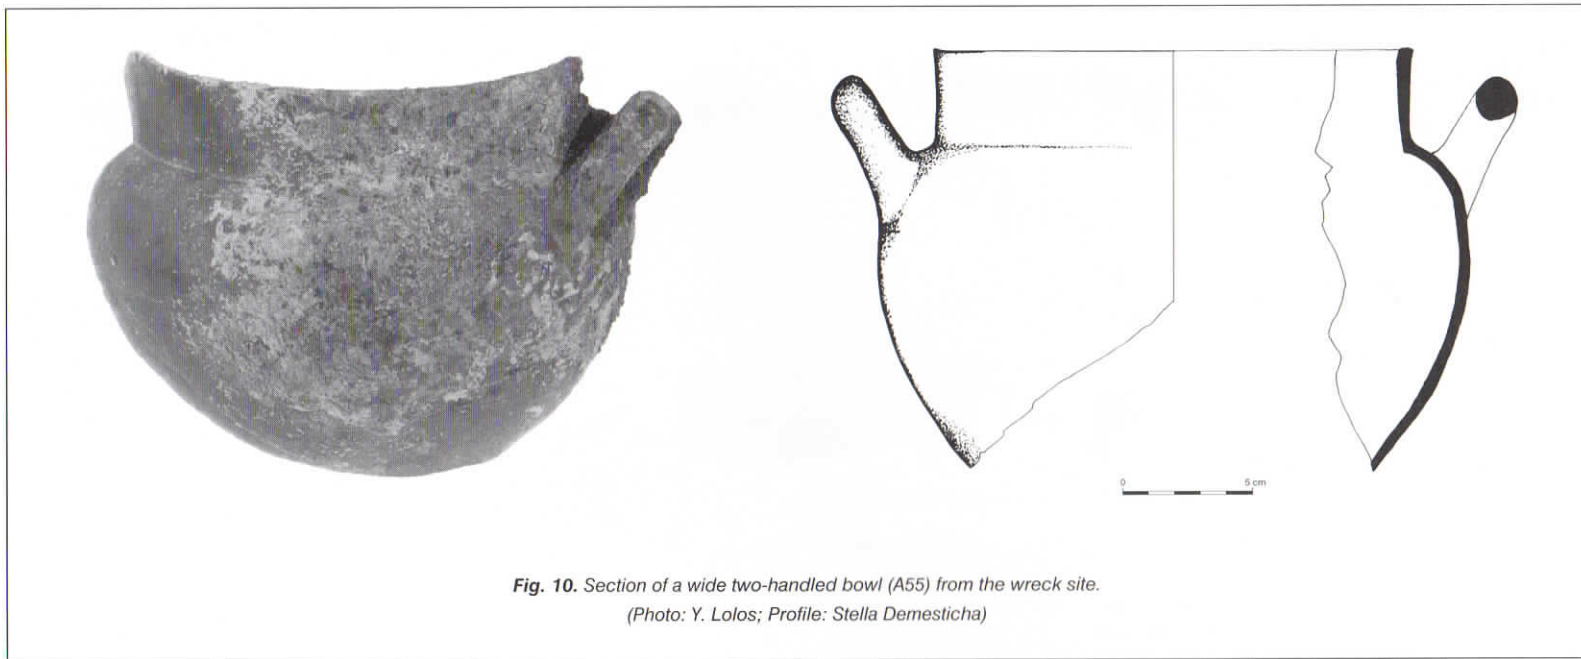 0 5 cm
Fig. 10. Section of a wide two-handled bowl (A55) from the wreck site.
(Photo: Y. Lolos; Profile: Stella Demesticha)